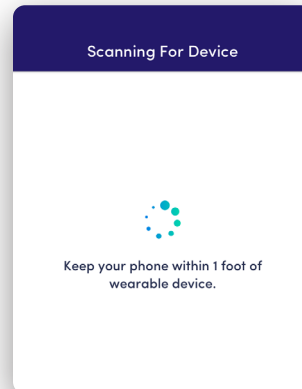 Scanning For Device
Keep your phone within 1 foot of
wearable device.